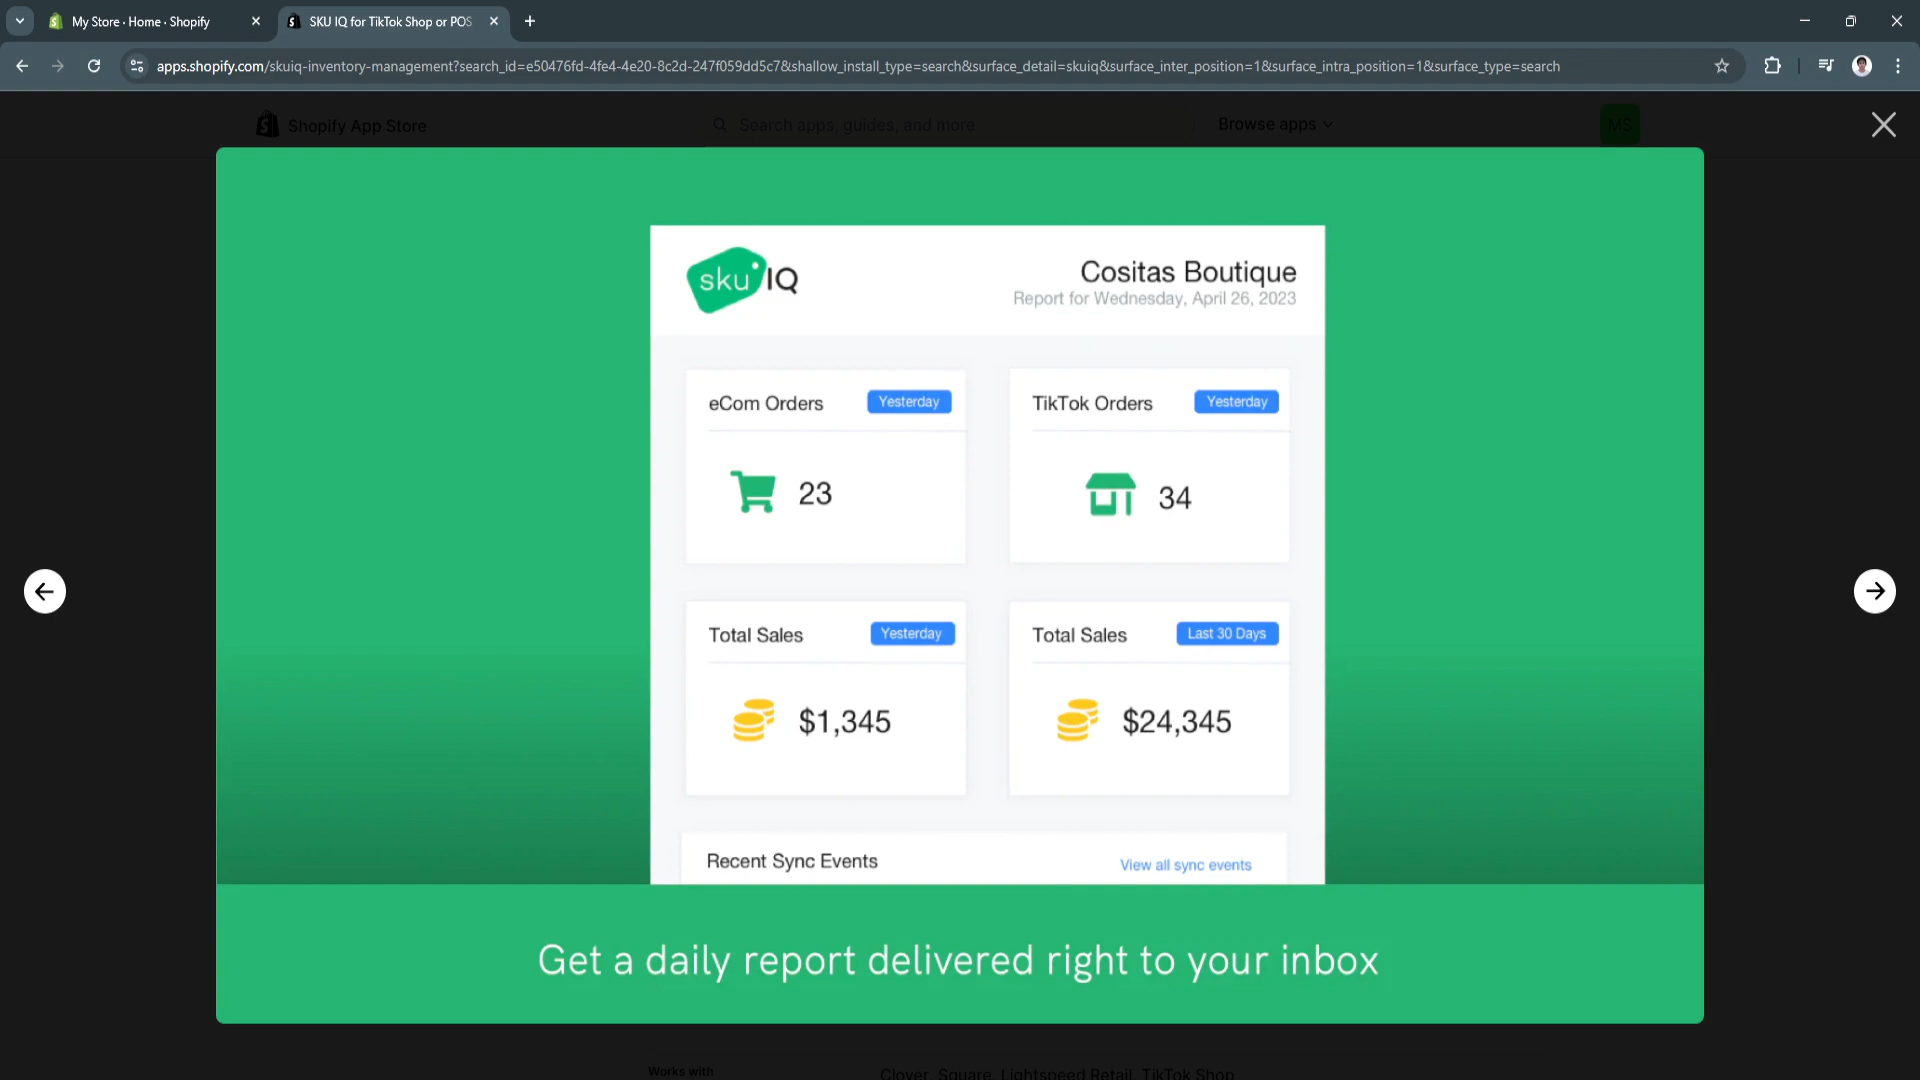 My Store · Home · Shopify
SKU IQ for TikTok Shop or POS
apps.shopify.com/skuiq-inventory-management?search_id=e50476fd-4fe4-4e20-8c2d-247f059dd5c7&shallow_install_type=search&surface_detail=skuiq&surface_inter_position=1&surface_intra_position=1&surface_type=search
Shopify App Store
Search apps, guides, and more
Browse apps
MS
sku IQ
Cositas Boutique
Report for Wednesday, April 26, 2023
eCom Orders
Yesterday
TikTok Orders
Yesterday
23
34
Total Sales
Yesterday
Total Sales
Last 30 Days
$1,345
$24,345
Recent Sync Events
View all sync events
Get a daily report delivered right to your inbox
Works with
Clover, Square, Lightspeed Retail, TikTok Shop